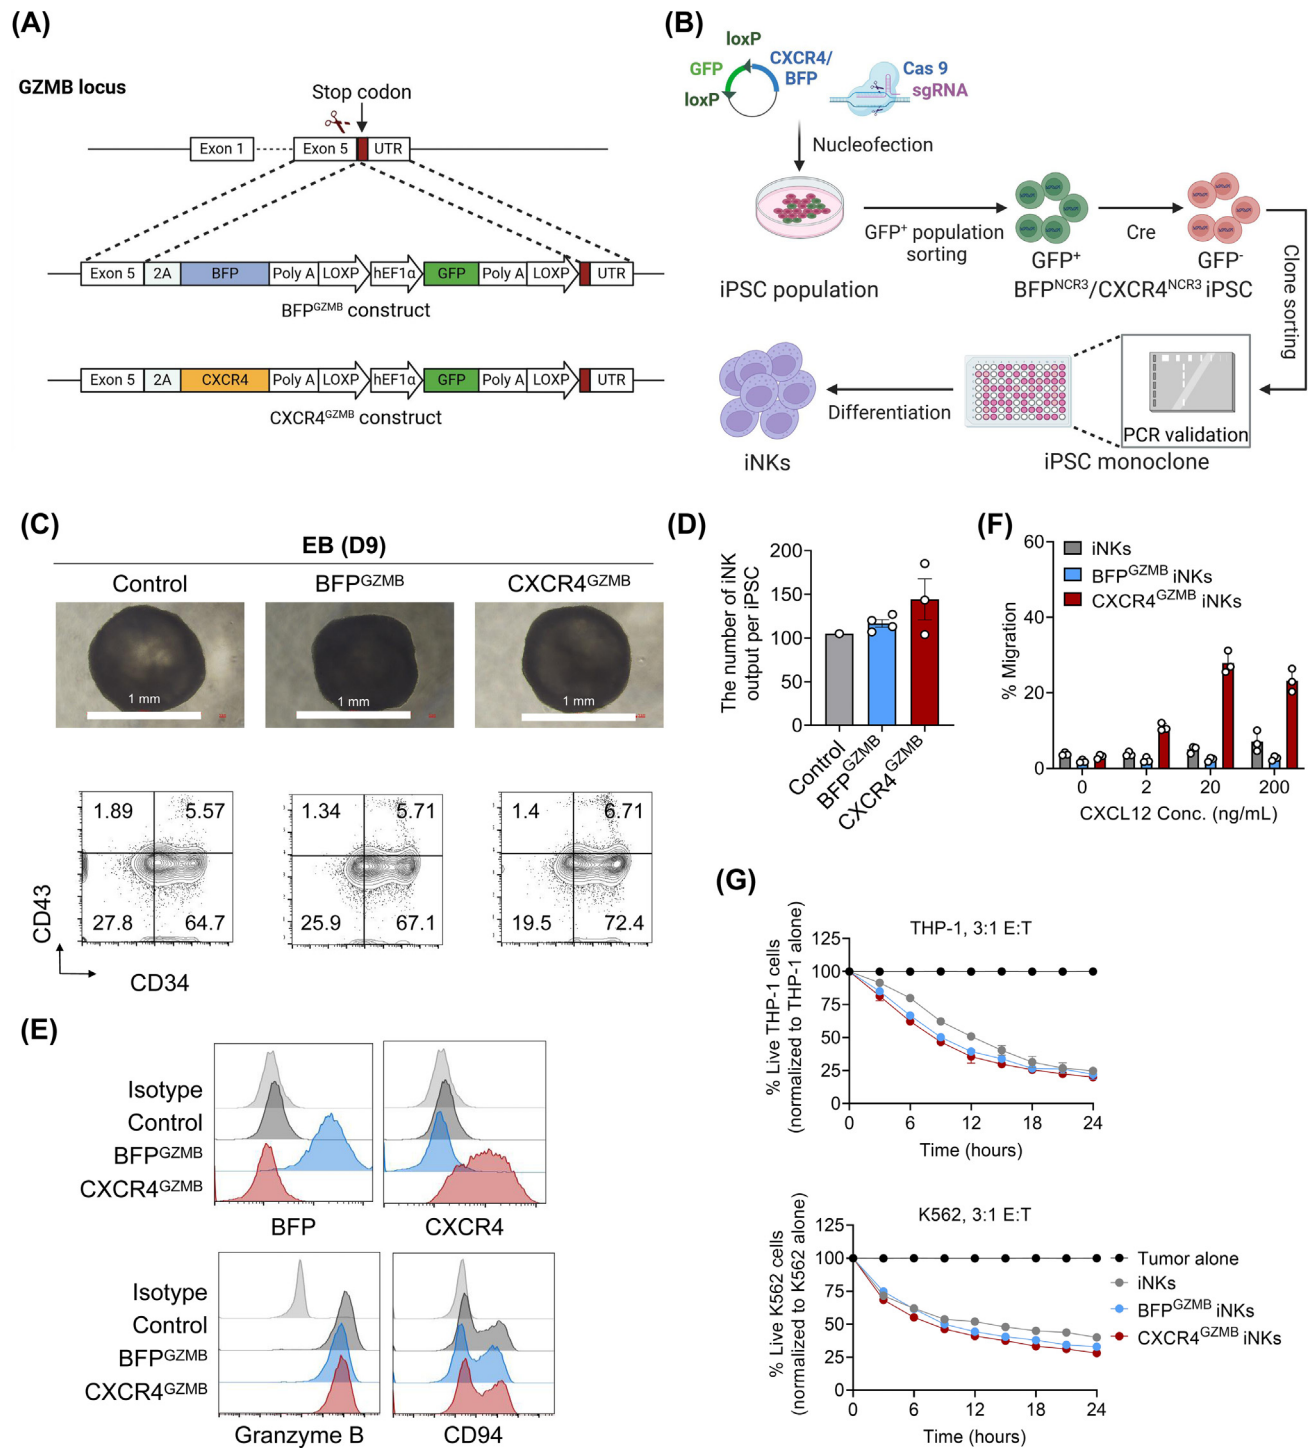 (A)
GZMB locus
Stop codon
Exon 1
Exon 5
UTR
Exon 5
2A
BFP
Poly A
LOXP
hEF1α
GFP
Poly A
LOXP
UTR
BFPGZMB construct
Exon 5
2A
CXCR4
Poly A
LOXP
hEF1α
GFP
Poly A
LOXP
UTR
CXCR4GZMB construct
(B)
loxP
GFP
CXCR4/
BFP
loxP
Cas 9
sgRNA
Nucleofection
GFP+ population
sorting
Cre
iPSC population
GFP+
GFP-
BFPNCR3/CXCR4NCR3 iPSC
Clone sorting
Differentiation
PCR validation
iNKs
iPSC monoclone
(C)
EB (D9)
Control
BFPGZMB
CXCR4GZMB
1 mm
1 mm
1 mm
1.89
5.57
27.8
64.7
1.34
5.71
25.9
67.1
1.4
6.71
19.5
72.4
CD43
CD34
(D)
The number of iNK
output per iPSC
200
150
100
50
0
Control
BFPGZMB
CXCR4GZMB
(E)
Isotype
Control
BFPGZMB
CXCR4GZMB
BFP
CXCR4
Isotype
Control
BFPGZMB
CXCR4GZMB
Granzyme B
CD94
(F)
iNKs
BFPGZMB iNKs
CXCR4GZMB iNKs
% Migration
60
40
20
0
0
2
20
200
CXCL12 Conc. (ng/mL)
(G)
THP-1, 3:1 E:T
% Live THP-1 cells
(normalized to THP-1 alone)
125
100
75
50
25
0
0
6
12
18
24
Time (hours)
K562, 3:1 E:T
% Live K562 cells
(normalized to K562 alone)
125
100
75
50
25
0
0
6
12
18
24
Time (hours)
Tumor alone
iNKs
BFPGZMB iNKs
CXCR4GZMB iNKs